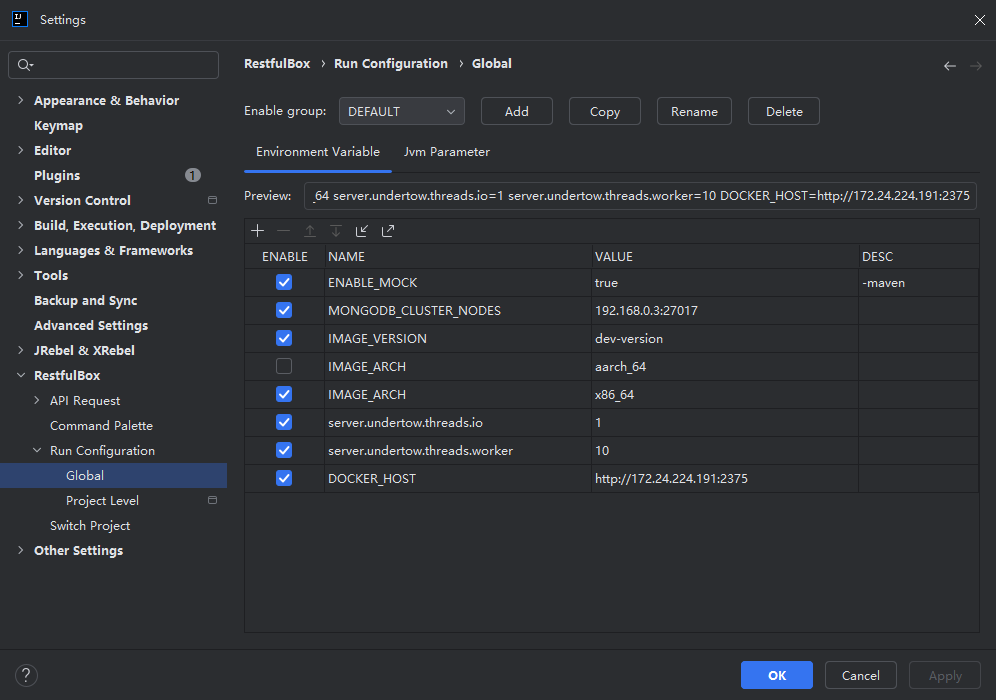 Settings
RestfulBox › Run Configuration › Global
Appearance & Behavior
Keymap
Editor
Plugins 1
Version Control
Build, Execution, Deployment
Languages & Frameworks
Tools
Backup and Sync
Advanced Settings
JRebel & XRebel
RestfulBox
API Request
Command Palette
Run Configuration
Global
Project Level
Switch Project
Other Settings
Enable group: DEFAULT Add Copy Rename Delete
Environment Variable Jvm Parameter
Preview: _64 server.undertow.threads.io=1 server.undertow.threads.worker=10 DOCKER_HOST=http://172.24.224.191:2375
ENABLE NAME VALUE DESC
ENABLE_MOCK true -maven
MONGODB_CLUSTER_NODES 192.168.0.3:27017
IMAGE_VERSION dev-version
IMAGE_ARCH aarch_64
IMAGE_ARCH x86_64
server.undertow.threads.io 1
server.undertow.threads.worker 10
DOCKER_HOST http://172.24.224.191:2375
? OK Cancel Apply